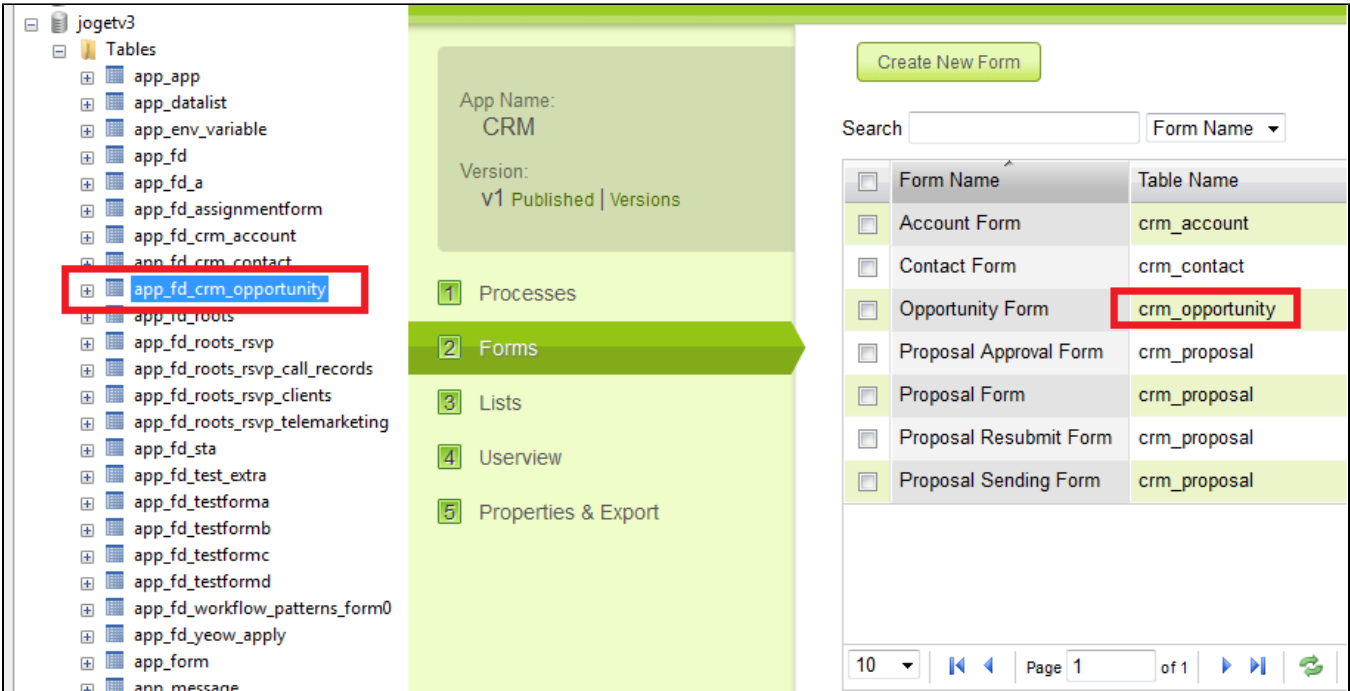 jogetv3
Tables
app_app
app_datalist
app_env_variable
app_fd
app_fd_a
app_fd_assignmentform
app_fd_crm_account
app_fd_crm_contact
app_fd_crm_opportunity
app_fd_roots
app_fd_roots_rsvp
app_fd_roots_rsvp_call_records
app_fd_roots_rsvp_clients
app_fd_roots_rsvp_telemarketing
app_fd_sta
app_fd_test_extra
app_fd_testforma
app_fd_testformb
app_fd_testformc
app_fd_testformd
app_fd_workflow_patterns_form0
app_fd_yeow_apply
app_form
app_message
App Name:
CRM
Version:
v1 Published | Versions
1 Processes
2 Forms
3 Lists
4 Userview
5 Properties & Export
Create New Form
Search Form Name
Form Name Table Name
Account Form crm_account
Contact Form crm_contact
Opportunity Form crm_opportunity
Proposal Approval Form crm_proposal
Proposal Form crm_proposal
Proposal Resubmit Form crm_proposal
Proposal Sending Form crm_proposal
10 Page 1 of 1